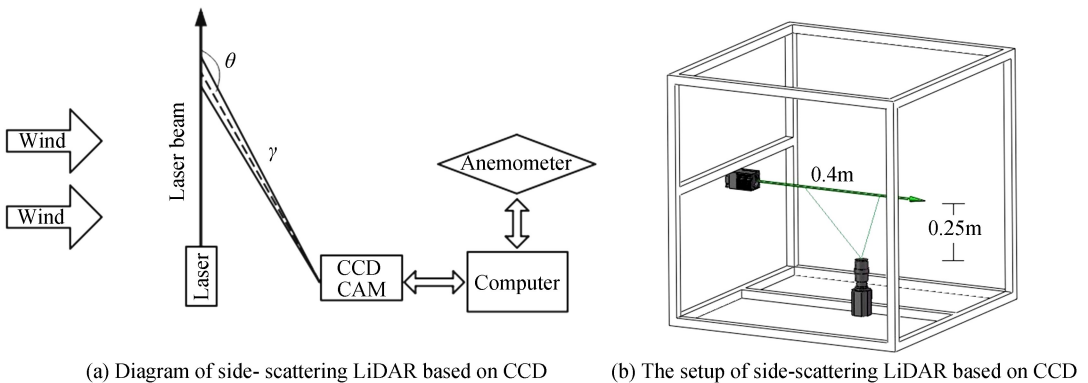 θ
Wind
Laser beam
γ
Anemometer
Wind
Laser
CCD
CAM
Computer
(a) Diagram of side- scattering LiDAR based on CCD
0.4m
0.25m
(b) The setup of side-scattering LiDAR based on CCD